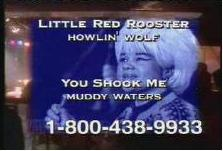 LITTLE RED ROOSTER
HOWLIN' WOLF
YOU SHOOK ME
MUDDY WATERS
1-800-438-9933